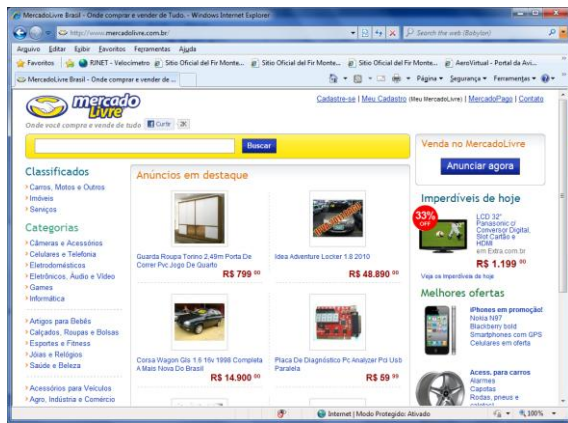 MercadoLivre Brasil - Onde comprar e vender de Tudo. - Windows Internet Explorer
http://www.mercadolivre.com.br/
Search the web (Babylon)
Arquivo Editar Exibir Favoritos Ferramentas Ajuda
Favoritos RJNET - Velocímetro Sitio Oficial del Fir Monte... Sitio Oficial del Fir Monte... Sitio Oficial del Fir Monte... AeroVirtual - Portal da Avi...
MercadoLivre Brasil - Onde comprar e vender de ...
Página Segurança Ferramentas
mercado
Livre
Onde você compra e vende de tudo
Curtir 2K
Cadastre-se | Meu Cadastro (Meu MercadoLivre) | MercadoPago | Contato
Buscar
Venda no MercadoLivre
Anunciar agora
Classificados
Carros, Motos e Outros
Imóveis
Serviços
Categorias
Câmeras e Acessórios
Celulares e Telefonia
Eletrodomésticos
Eletrônicos, Áudio e Vídeo
Games
Informática
Artigos para Bebés
Calçados, Roupas e Bolsas
Esportes e Fitness
Jóias e Relógios
Saúde e Beleza
Acessórios para Veículos
Agro, Indústria e Comércio
Anúncios em destaque
Guarda Roupa Torino 2,49m Porta De
Correr Pvc Jogo De Quarto
R$ 799 00
Idea Adventure Locker 1.8 2010
R$ 48.890 00
Corsa Wagon Gls 1.6 16v 1998 Completa
A Mais Nova Do Brasil
R$ 14.900 00
Placa De Diagnóstico Pc Analyzer Pci Usb
Paralela
R$ 59 99
Imperdíveis de hoje
33%
OFF
LCD 32"
Panasonic c/
Conversor Digital,
Slot Cartão e
HDMI
em Extra.com.br
R$ 1.199 00
Veja os Imperdíveis de hoje
Melhores ofertas
iPhones em promoção!
Nokia N97
Blackberry bold
Smartphones com GPS
Celulares em oferta
Acess. para carros
Alarmes
Capotas
Rodas, pneus e
Internet | Modo Protegido: Ativado
100%